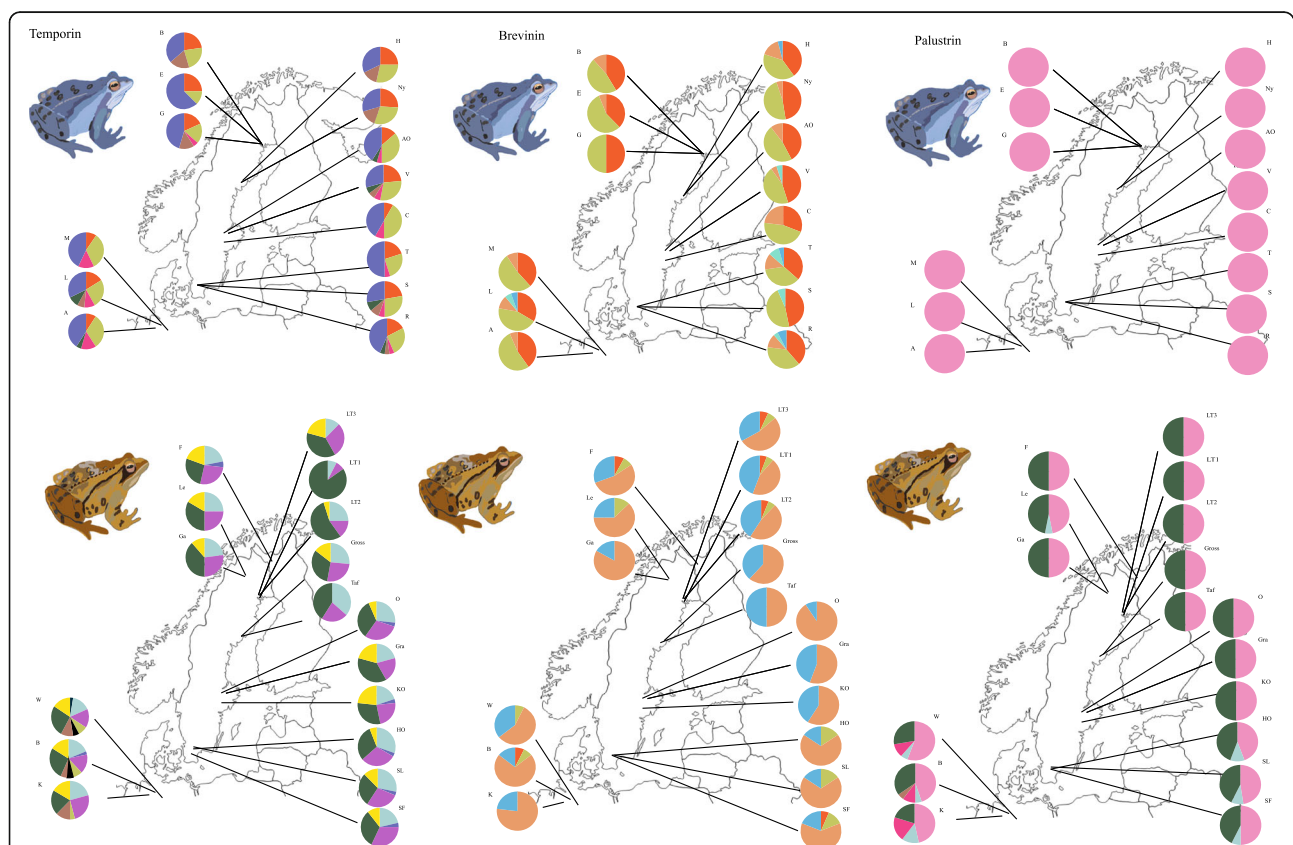 Temporin
B
E
G
H
Ny
AO
V
C
T
S
R
M
L
A
Brevinin
B
E
G
H
Ny
AO
V
C
T
S
R
M
L
A
Palustrin
B
E
G
H
Ny
AO
V
C
T
S
R
M
L
A
F
Le
Ga
LT3
LT1
LT2
Gross
Taf
O
Gra
KO
HO
SL
SF
W
B
K
F
Le
Ga
LT3
LT1
LT2
Gross
Taf
O
Gra
KO
HO
SL
SF
W
B
K
F
Le
Ga
LT3
LT1
LT2
Gross
Taf
O
Gra
KO
HO
SL
SF
W
B
K